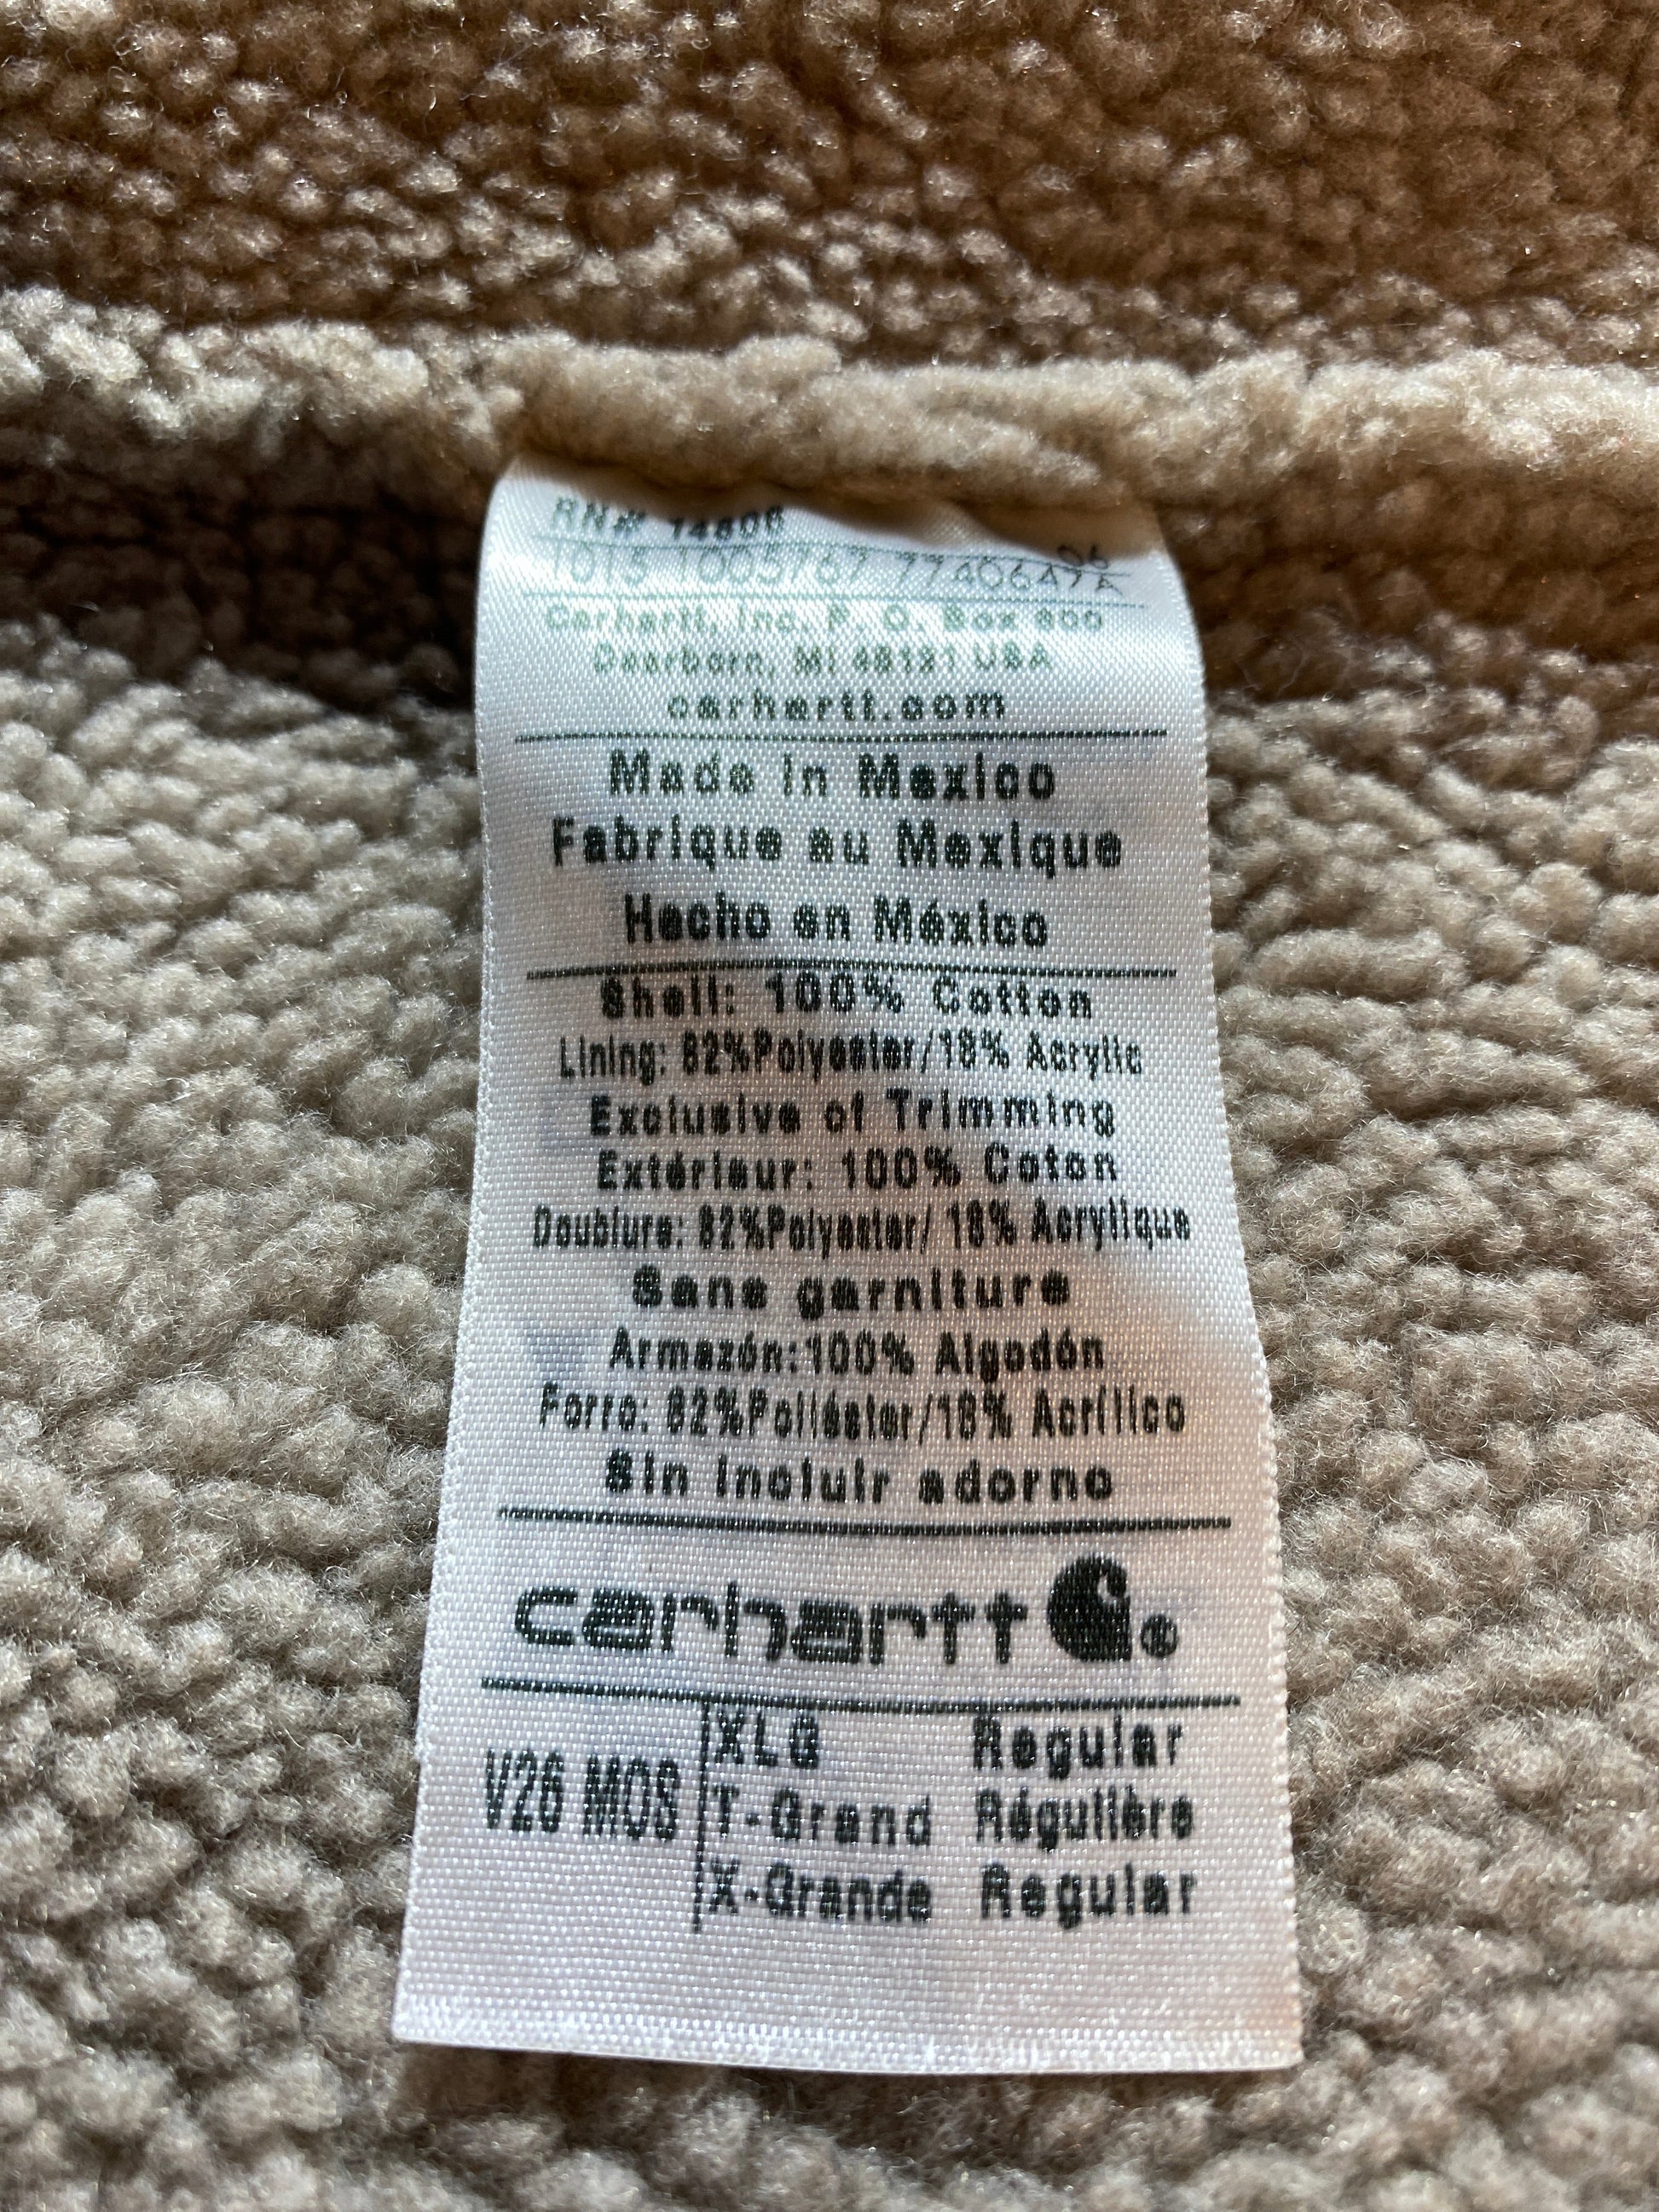 RN# 14806
06
1015 1005767 7740647A
Carhartt, Inc. P. O. Box 600
Dearborn, MI 48121 USA
carhartt.com
Made in Mexico
Fabrique au Mexique
Hecho en México
Shell: 100% Cotton
Lining: 82%Polyester/18% Acrylic
Exclusive of Trimming
Extérieur: 100% Coton
Doublure: 82%Polyester/ 18% Acrylique
Sans garniture
Armazón:100% Algodón
Forro: 82%Poliéster/18% Acrílico
Sin incluir adorno
carhartt ®
V26 MOS
XLG Regular
T-Grand Régulière
X-Grande Regular